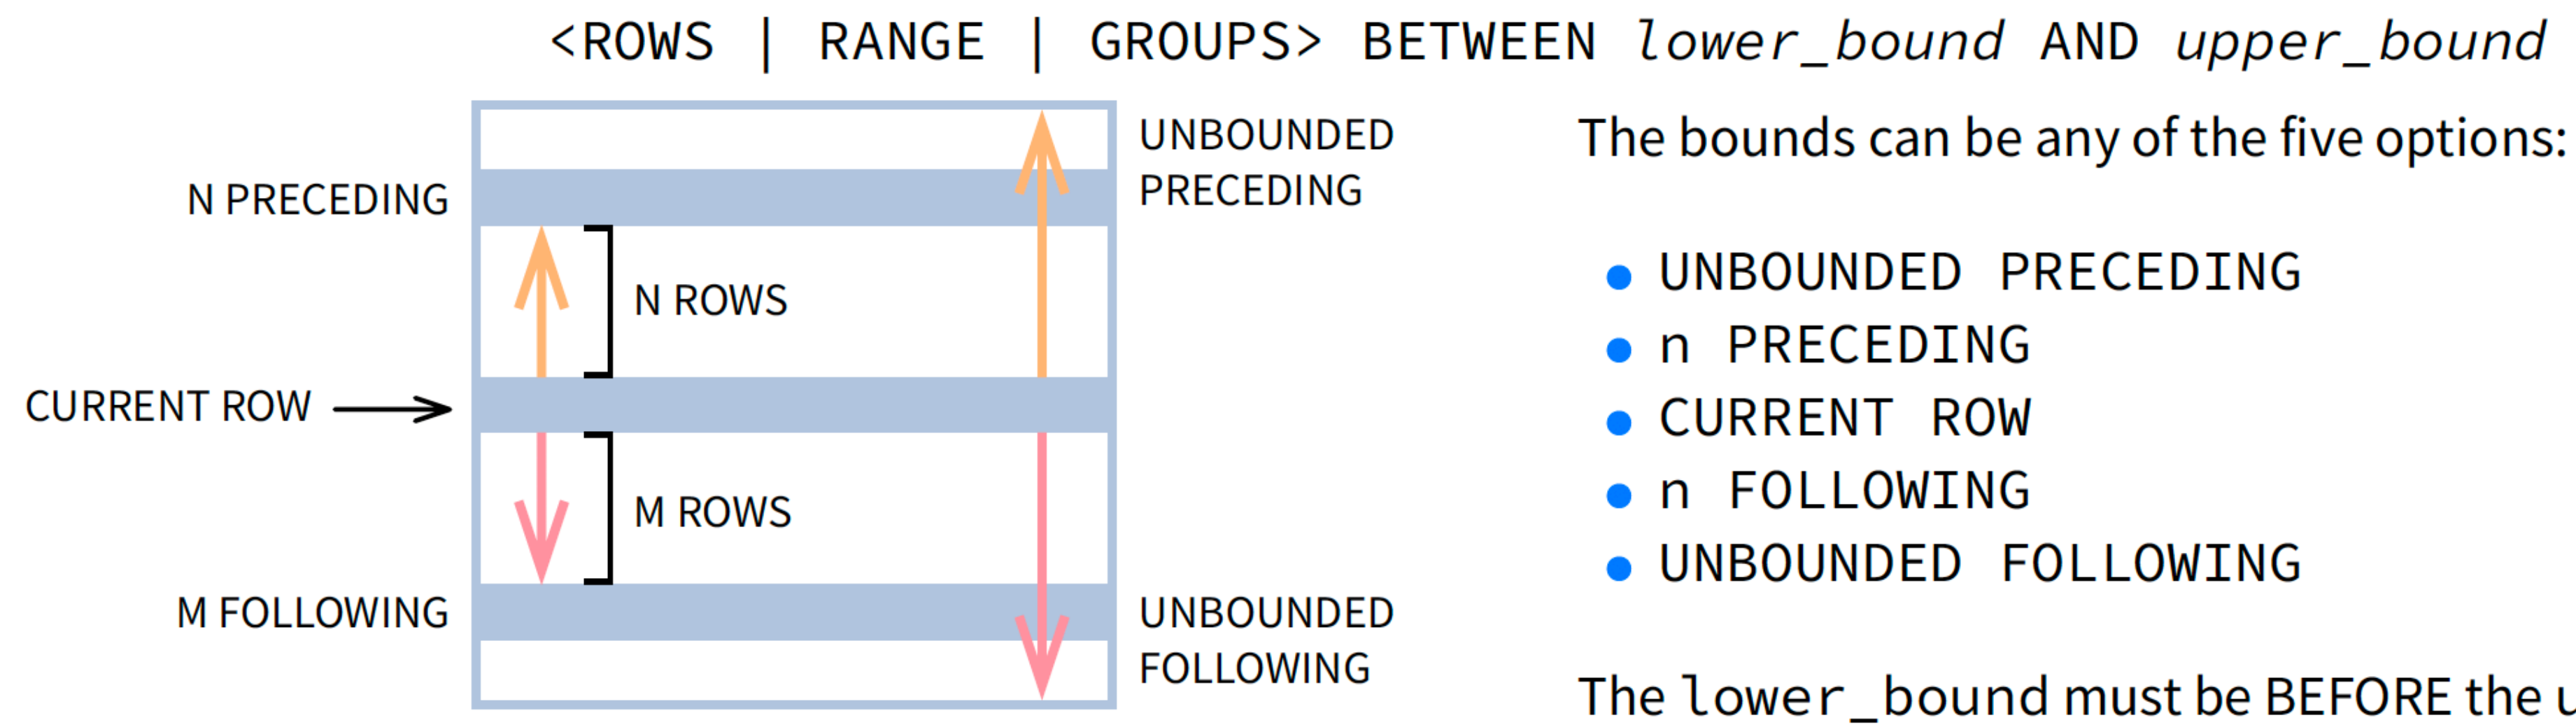 <ROWS | RANGE | GROUPS> BETWEEN lower_bound AND upper_bound
UNBOUNDED
PRECEDING
N PRECEDING
N ROWS
CURRENT ROW
M ROWS
M FOLLOWING
UNBOUNDED
FOLLOWING
The bounds can be any of the five options:
● UNBOUNDED PRECEDING
● n PRECEDING
● CURRENT ROW
● n FOLLOWING
● UNBOUNDED FOLLOWING
The lower_bound must be BEFORE the